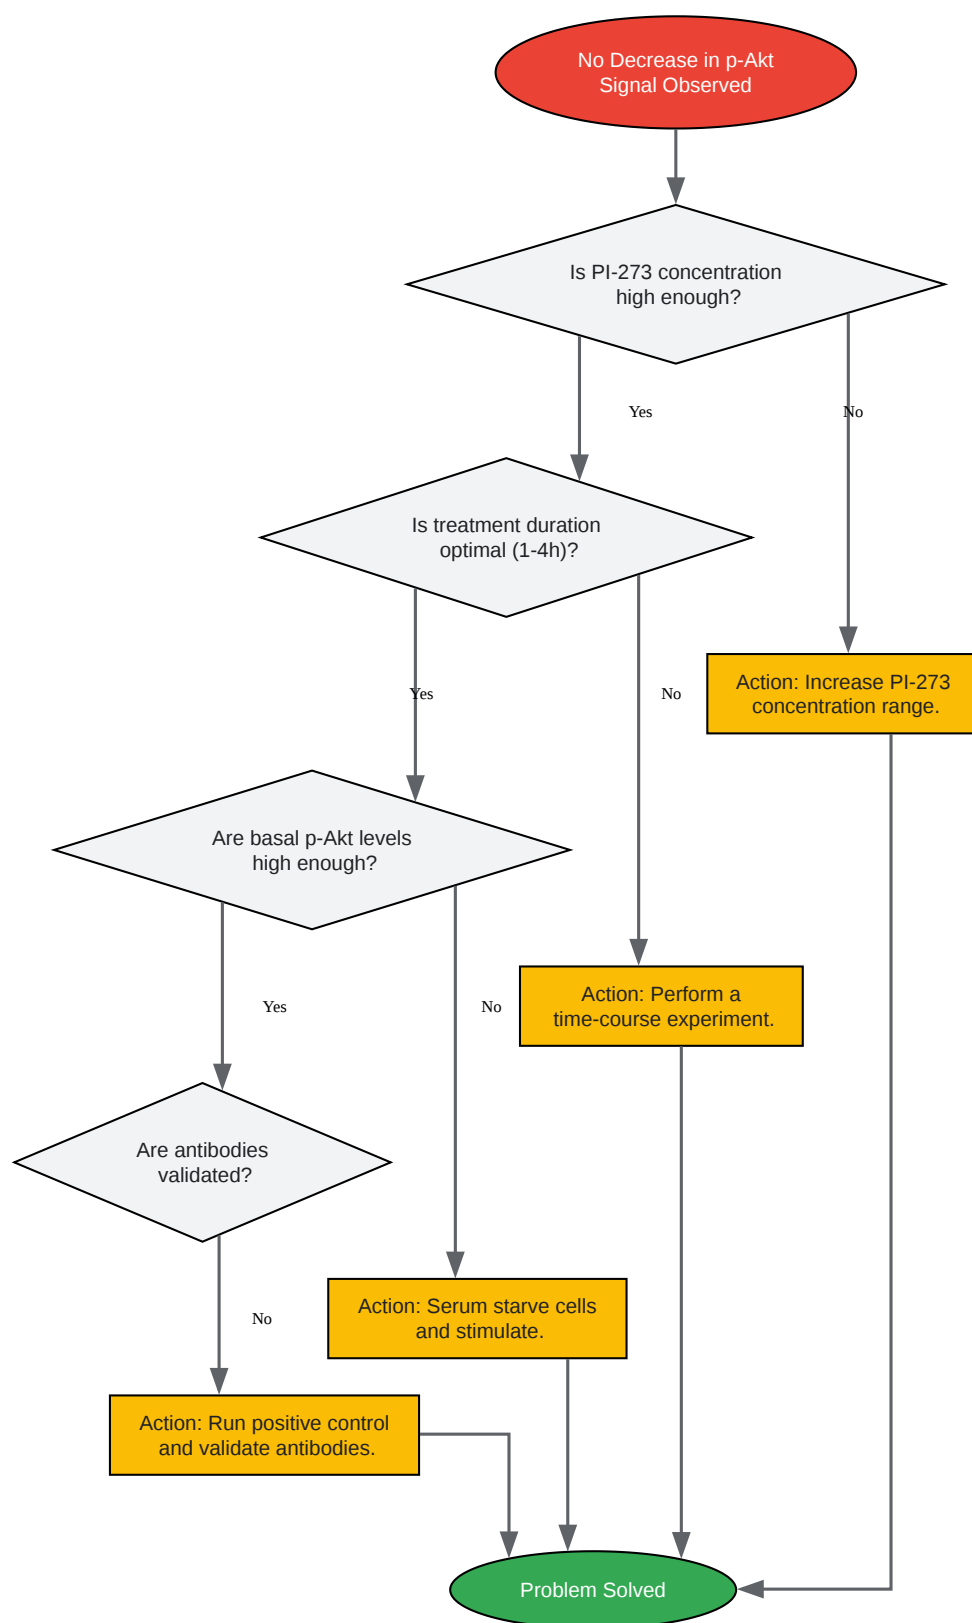 No Decrease in p-Akt
Signal Observed
Is PI-273 concentration
high enough?
Yes
No
Is treatment duration
optimal (1-4h)?
Action: Increase PI-273
concentration range.
Yes
No
Are basal p-Akt levels
high enough?
Action: Perform a
time-course experiment.
Yes
No
Are antibodies
validated?
Action: Serum starve cells
and stimulate.
No
Action: Run positive control
and validate antibodies.
Problem Solved